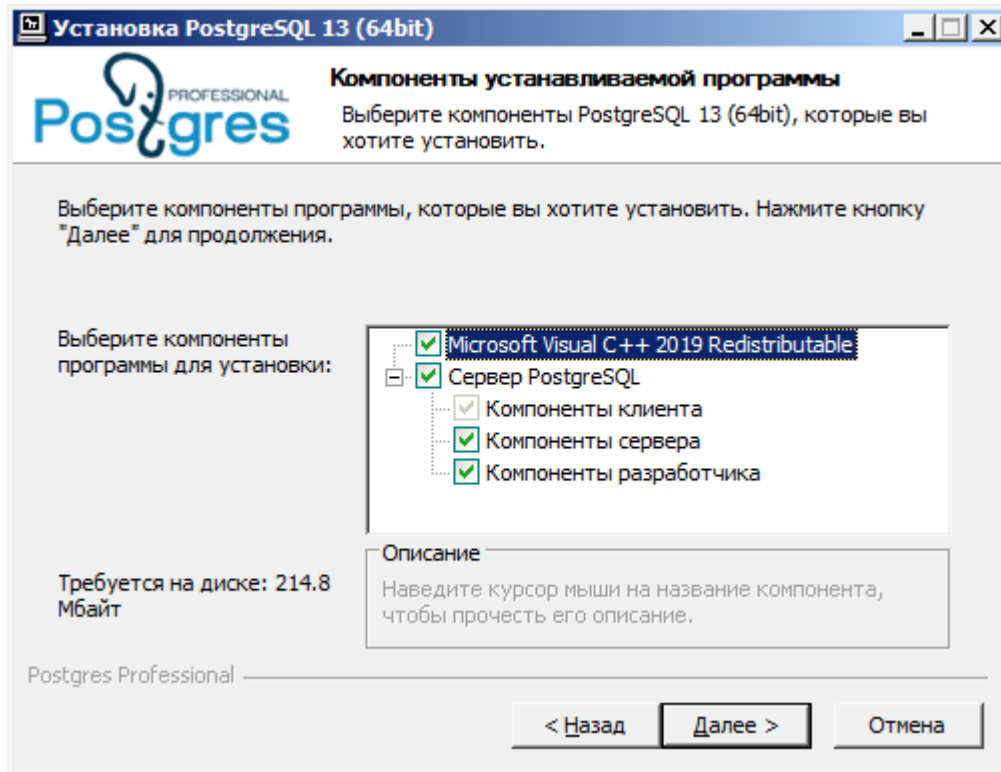 Установка PostgreSQL 13 (64bit)
PROFESSIONAL
Postgres
Компоненты устанавливаемой программы
Выберите компоненты PostgreSQL 13 (64bit), которые вы
хотите установить.
Выберите компоненты программы, которые вы хотите установить. Нажмите кнопку
"Далее" для продолжения.
Выберите компоненты
программы для установки:
Microsoft Visual C++ 2019 Redistributable
Сервер PostgreSQL
Компоненты клиента
Компоненты сервера
Компоненты разработчика
Требуется на диске: 214.8
Мбайт
Описание
Наведите курсор мыши на название компонента,
чтобы прочесть его описание.
Postgres Professional
< Назад
Далее >
Отмена